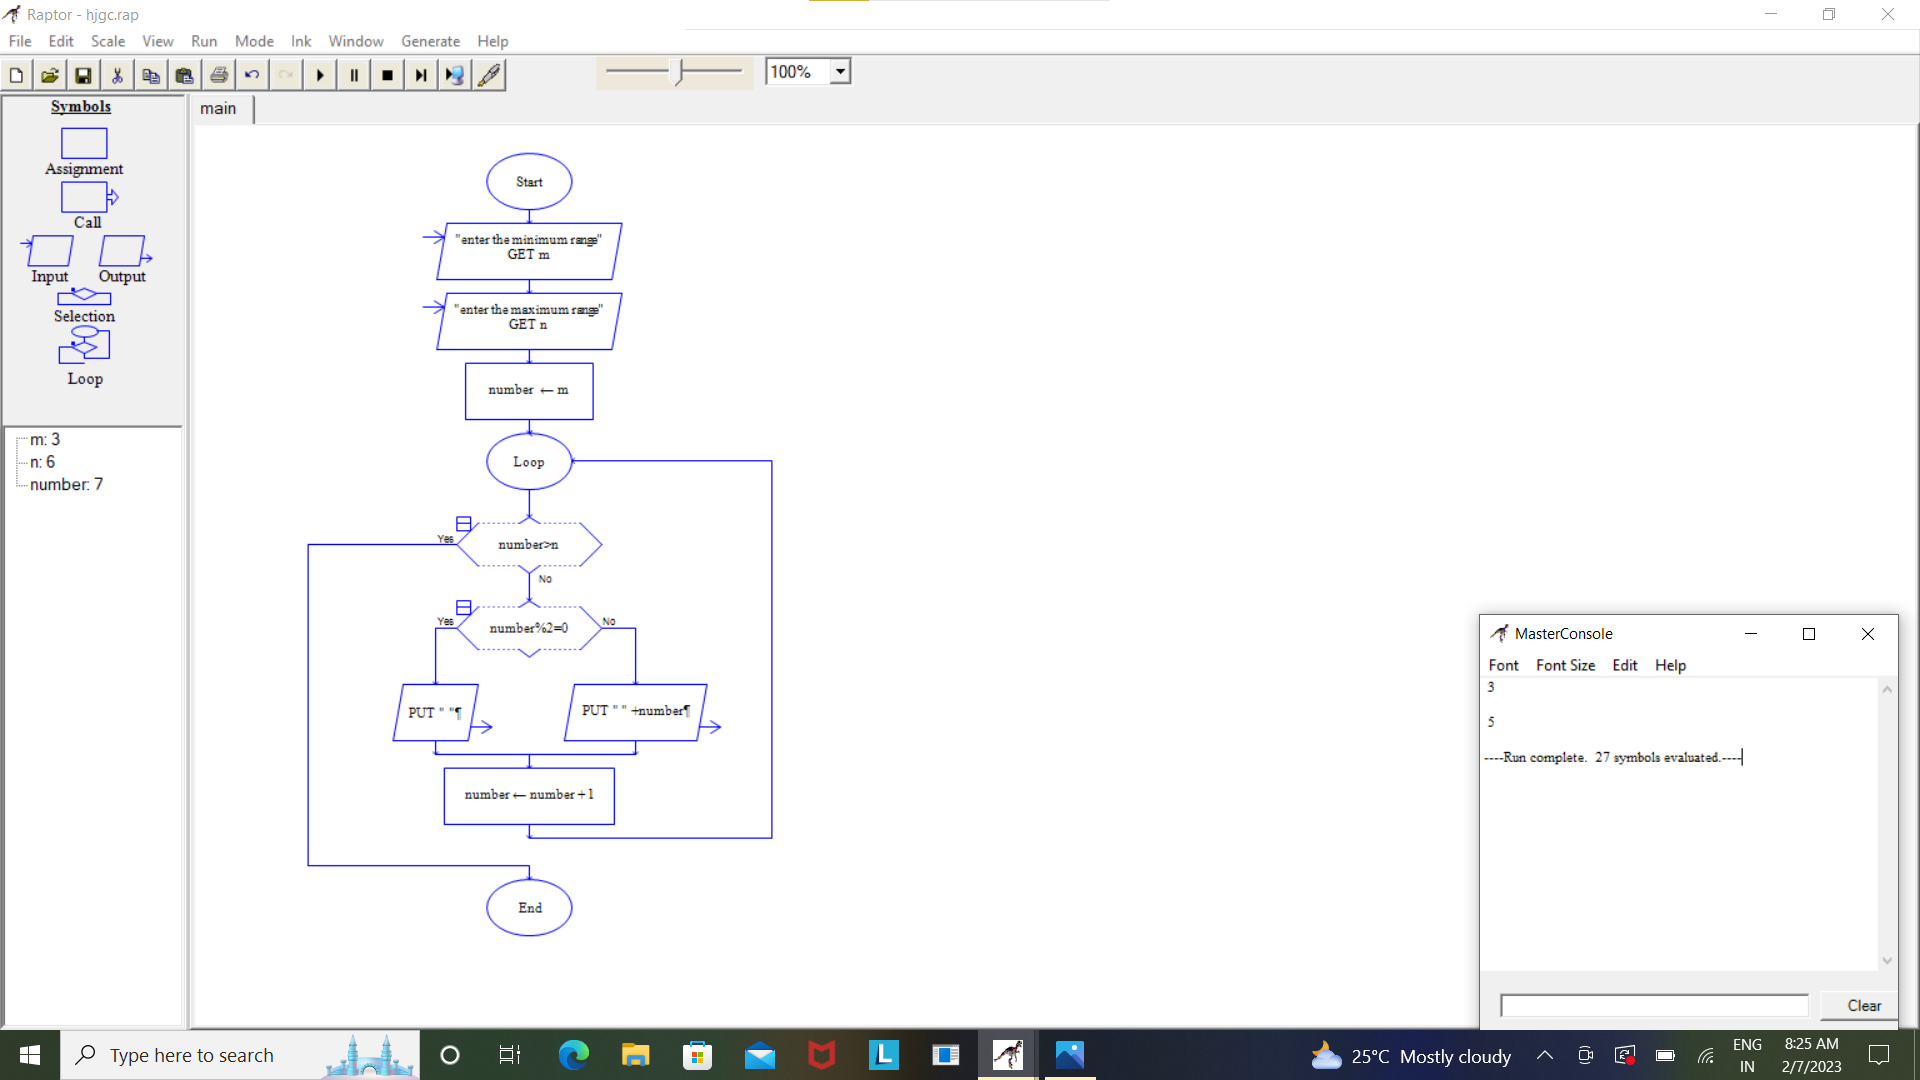 Raptor - hjgc.rap
File Edit Scale View Run Mode Ink Window Generate Help
100%
Symbols
Assignment
Call
Input Output
Selection
Loop
m: 3
n: 6
number: 7
main
Start
"enter the minimum range"
GET m
"enter the maximum range"
GET n
number ← m
Loop
Yes
number>n
No
Yes
number%2=0
No
PUT " "¶
PUT " " +number¶
number ← number + 1
End
MasterConsole
Font Font Size Edit Help
3
5
----Run complete. 27 symbols evaluated.----
Clear
Type here to search
L
25°C Mostly cloudy
ENG
IN
8:25 AM
2/7/2023